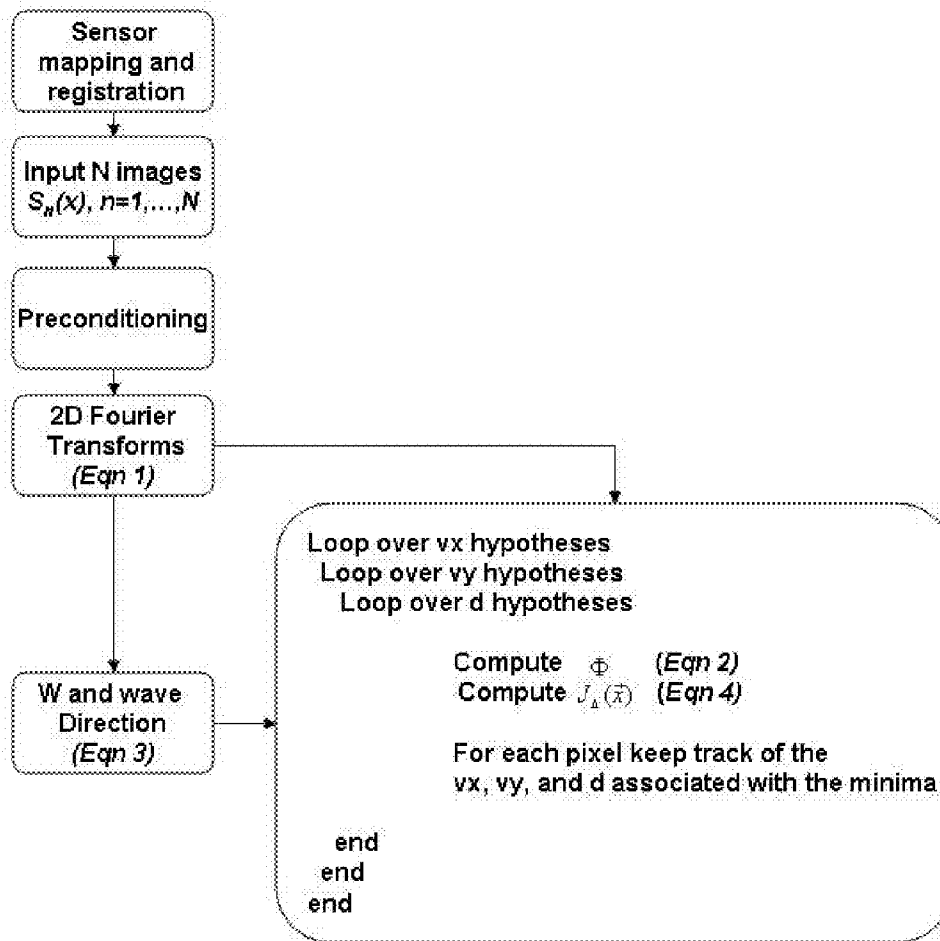 Sensor
mapping and
registration
Input N images
Sₙ(x), n=1,...,N
Preconditioning
2D Fourier
Transforms
(Eqn 1)
W and wave
Direction
(Eqn 3)
Loop over vx hypotheses
Loop over vy hypotheses
Loop over d hypotheses
Compute Φ (Eqn 2)
Compute J_Δ(x⃗) (Eqn 4)
For each pixel keep track of the
vx, vy, and d associated with the minima
end
end
end